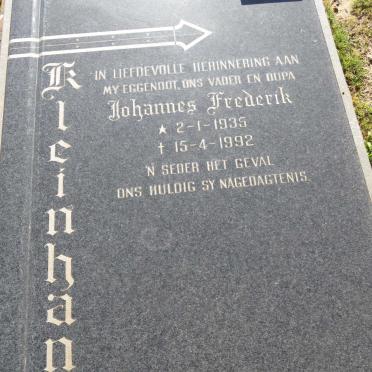 Kleinhan
IN LIEFDEVOLLE HERINNERING AAN
MY EGGENOOT, ONS VADER EN OUPA
Johannes Frederik
★ 2-1-1935
† 15-4-1992
'N SEDER HET GEVAL
ONS HULDIG SY NAGEDAGTENIS.